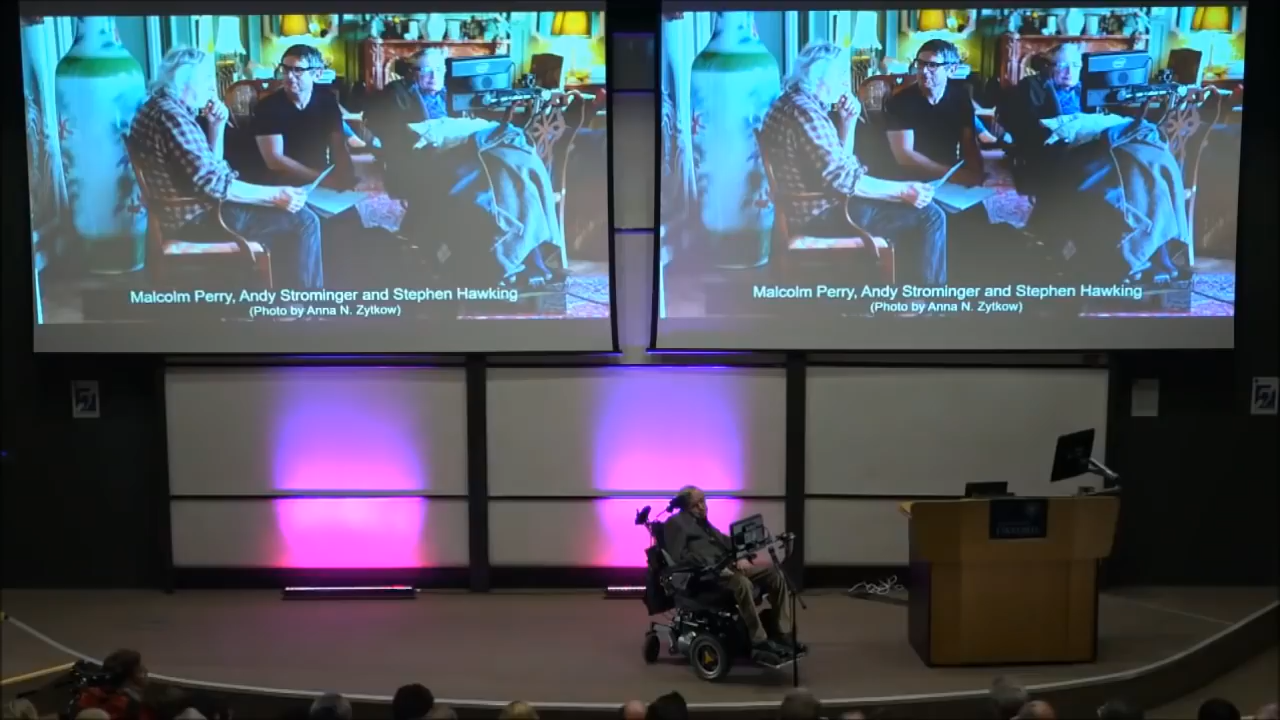 Malcolm Perry, Andy Strominger and Stephen Hawking
(Photo by Anna N. Zytkow)
Malcolm Perry, Andy Strominger and Stephen Hawking
(Photo by Anna N. Zytkow)